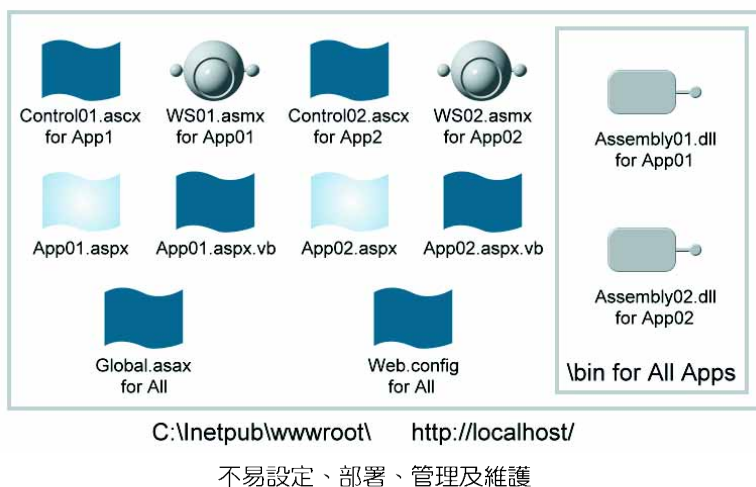 Control01.ascx
for App1
WS01.asmx
for App01
Control02.ascx
for App2
WS02.asmx
for App02
Assembly01.dll
for App01
App01.aspx
App01.aspx.vb
App02.aspx
App02.aspx.vb
Assembly02.dll
for App02
Global.asax
for All
Web.config
for All
\bin for All Apps
C:\Inetpub\wwwroot\
http://localhost/
不易設定、部署、管理及維護